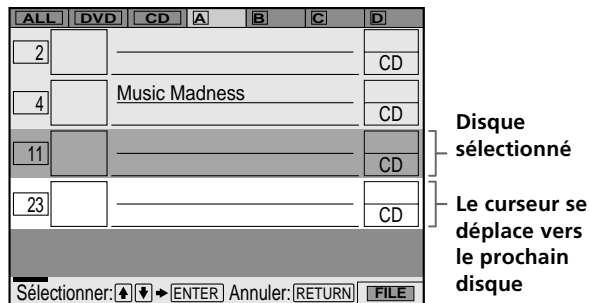 ALL DVD CD A B C D
2
CD
4 Music Madness
CD
11
CD
23
CD
Sélectionner: ENTER Annuler: RETURN FILE
Disque
sélectionné
Le curseur se
déplace vers
le prochain
disque